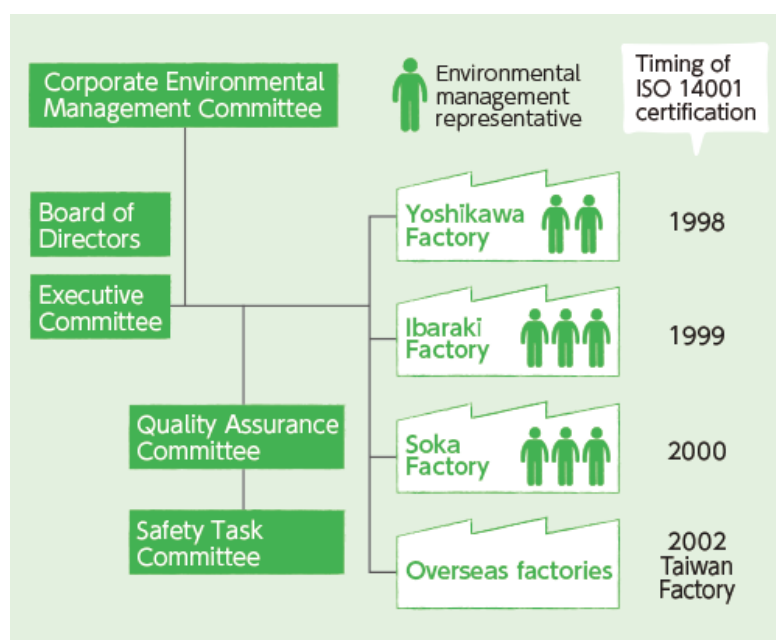 Corporate Environmental
Management Committee
Environmental
management
representative
Timing of
ISO 14001
certification
Board of
Directors
Executive
Committee
Quality Assurance
Committee
Safety Task
Committee
Yoshikawa
Factory
1998
Ibaraki
Factory
1999
Soka
Factory
2000
Overseas factories
2002
Taiwan
Factory